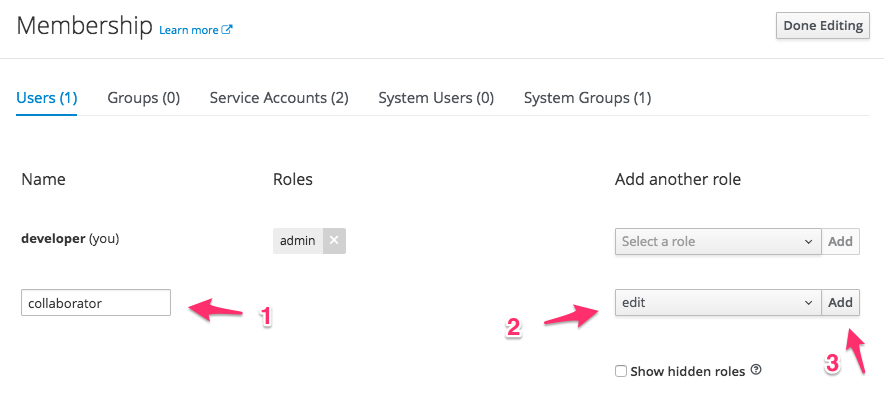 Membership Learn more
Done Editing
Users (1) Groups (0) Service Accounts (2) System Users (0) System Groups (1)
Name Roles Add another role
developer (you) admin × Select a role Add
collaborator 1 2 edit Add
3
Show hidden roles ?